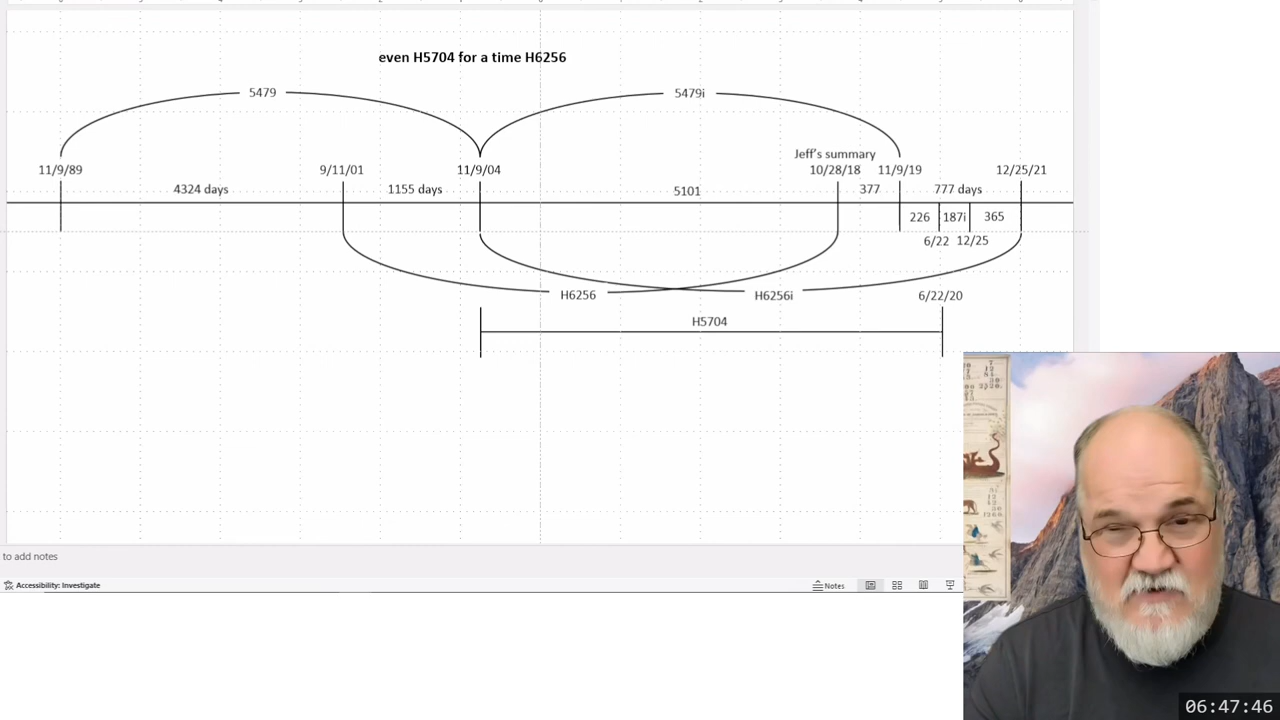 even H5704 for a time H6256
5479
5479i
Jeff's summary
11/9/89
9/11/01
11/9/04
10/28/18
11/9/19
12/25/21
4324 days
1155 days
5101
377
777 days
226
187i
365
6/22
12/25
H6256
H6256i
6/22/20
H5704
to add notes
Accessibility: Investigate
Notes
06:47:46